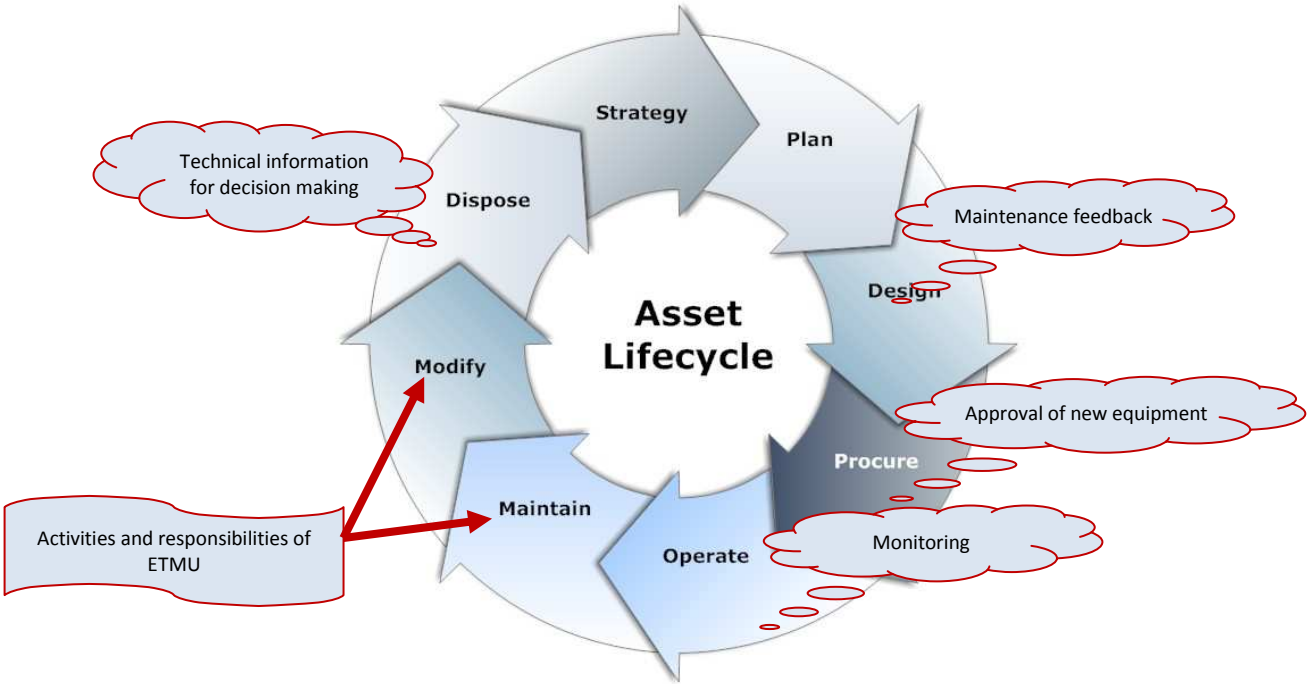 Strategy
Plan
Technical information
for decision making
Dispose
Maintenance feedback
Design
Asset
Lifecycle
Modify
Approval of new equipment
Procure
Maintain
Activities and responsibilities of
ETMU
Operate
Monitoring